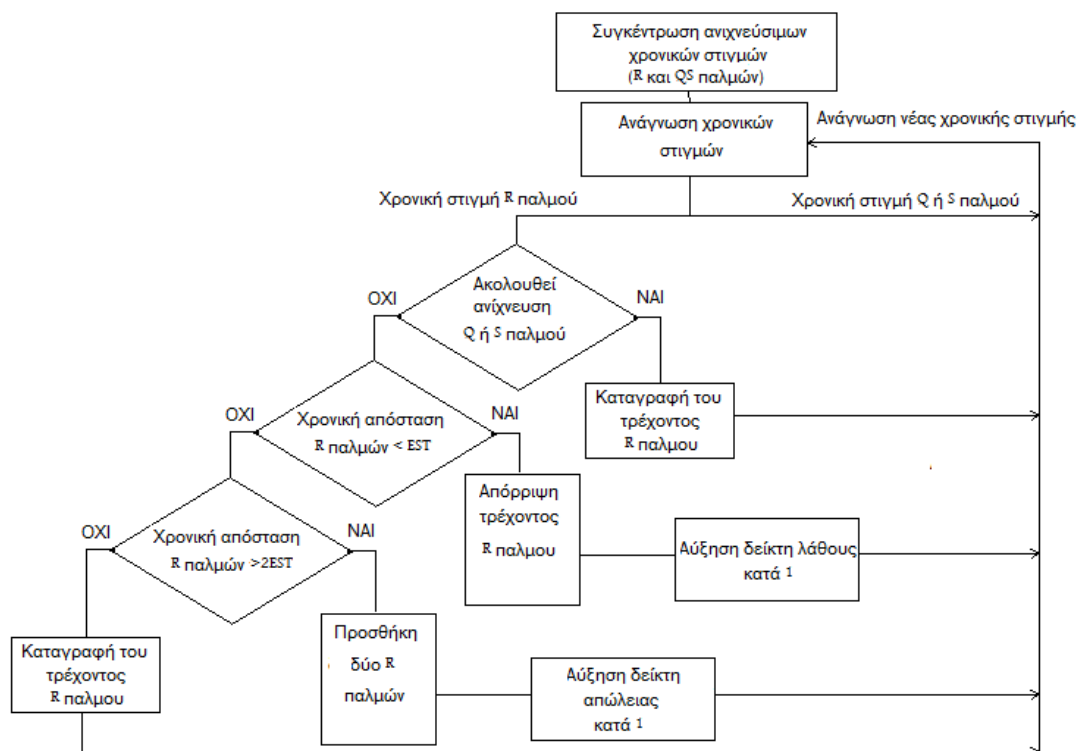 Συγκέντρωση ανιχνεύσιμων
χρονικών στιγμών
(R και QS παλμών)
Ανάγνωση χρονικών
στιγμών
Ανάγνωση νέας χρονικής στιγμής
Χρονική στιγμή R παλμού
Χρονική στιγμή Q ή S παλμού
Ακολουθεί
ανίχνευση
Q ή S παλμού
ΟΧΙ
ΝΑΙ
Καταγραφή του
τρέχοντος
R παλμου
Χρονική απόσταση
R παλμών < EST
ΟΧΙ
ΝΑΙ
Απόρριψη
τρέχοντος
R παλμου
Αύξηση δείκτη λάθους
κατά 1
Χρονική απόσταση
R παλμών >2EST
ΟΧΙ
ΝΑΙ
Καταγραφή του
τρέχοντος
R παλμου
Προσθήκη
δύο R
παλμών
Αύξηση δείκτη
απώλειας
κατά 1